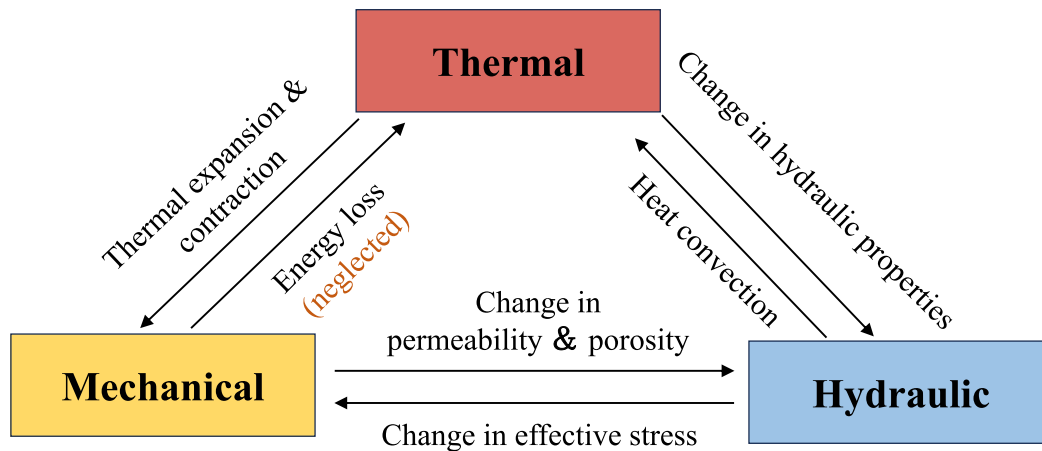 Thermal
Thermal expansion &
contraction
Energy loss
(neglected)
Change in hydraulic properties
Heat convection
Change in
permeability & porosity
Mechanical
Hydraulic
Change in effective stress